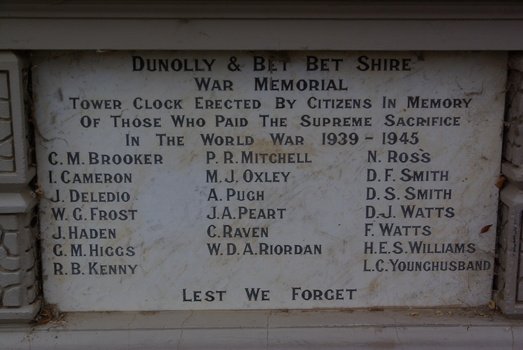 Dunolly & Bet Bet Shire
War Memorial
Tower Clock Erected By Citizens In Memory
Of Those Who Paid The Supreme Sacrifice
In The World War 1939 - 1945
C. M. Brooker P. R. Mitchell N. Ross
I. Cameron M. J. Oxley D. F. Smith
J. Deledio A. Pugh D. S. Smith
W. G. Frost J. A. Peart D. J. Watts
J. Haden C. Raven F. Watts
G. M. Higgs W. D. A. Riordan H. E. S. Williams
R. B. Kenny L. C. Younghusband
Lest We Forget